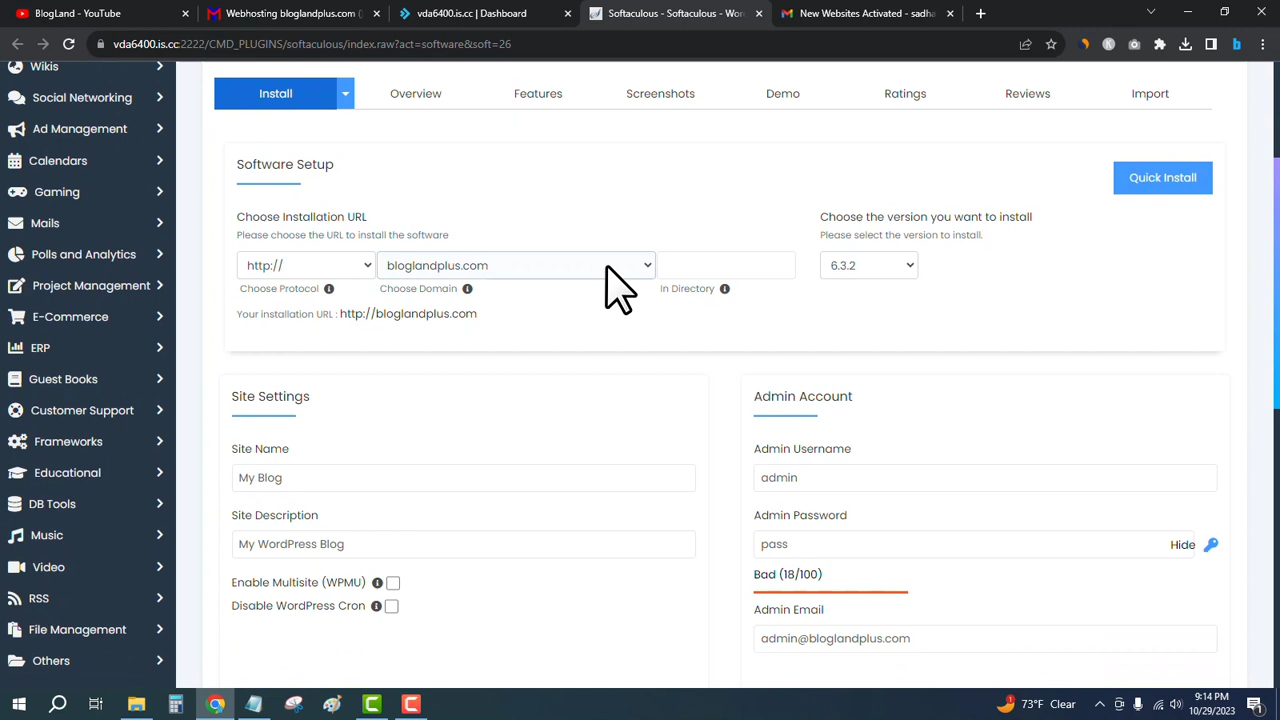 BlogLand - YouTube
Webhosting bloglandplus.com (
vda6400.is.cc | Dashboard
Softaculous - Softaculous - Wor
New Websites Activated - sadha
vda6400.is.cc:2222/CMD_PLUGINS/softaculous/index.raw?act=software&soft=26
Wikis
Social Networking
Ad Management
Calendars
Gaming
Mails
Polls and Analytics
Project Management
E-Commerce
ERP
Guest Books
Customer Support
Frameworks
Educational
DB Tools
Music
Video
RSS
File Management
Others
Install
Overview
Features
Screenshots
Demo
Ratings
Reviews
Import
Software Setup
Quick Install
Choose Installation URL
Please choose the URL to install the software
http://
bloglandplus.com
Choose Protocol
Choose Domain
In Directory
Your installation URL : http://bloglandplus.com
Choose the version you want to install
Please select the version to install.
6.3.2
Site Settings
Site Name
My Blog
Site Description
My WordPress Blog
Enable Multisite (WPMU)
Disable WordPress Cron
Admin Account
Admin Username
admin
Admin Password
pass
Hide
Bad (18/100)
Admin Email
admin@bloglandplus.com
73°F Clear
9:14 PM
10/29/2023